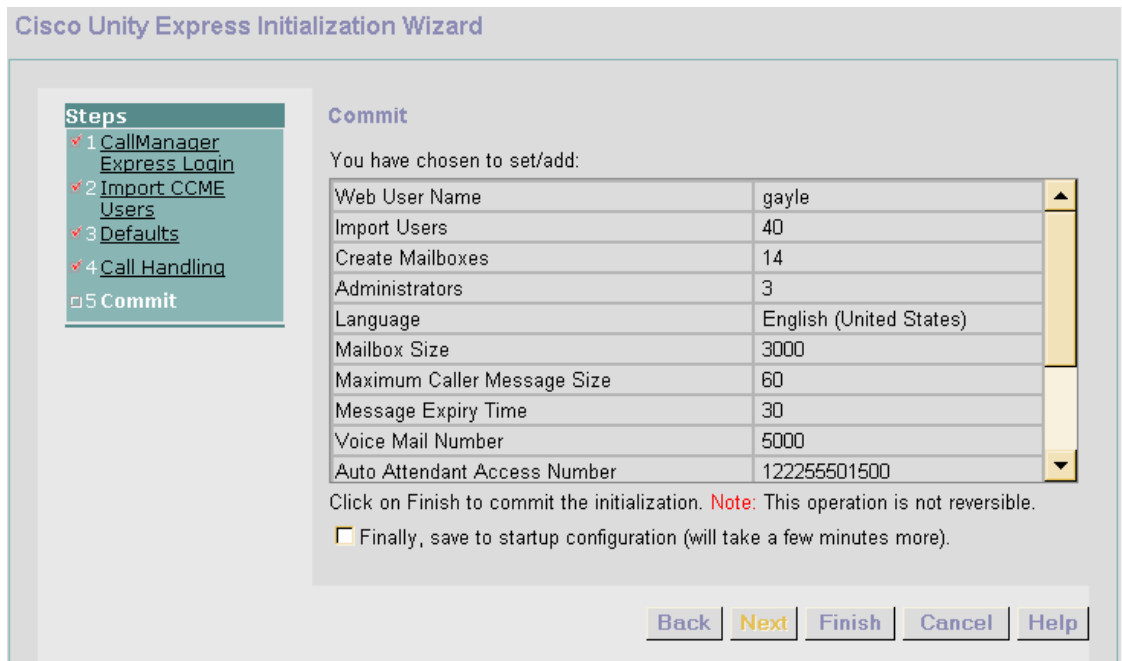 Cisco Unity Express Initialization Wizard
Steps
1 CallManager
Express Login
2 Import CCME
Users
3 Defaults
4 Call Handling
5 Commit
Commit
You have chosen to set/add:
Web User Name gayle
Import Users 40
Create Mailboxes 14
Administrators 3
Language English (United States)
Mailbox Size 3000
Maximum Caller Message Size 60
Message Expiry Time 30
Voice Mail Number 5000
Auto Attendant Access Number 122255501500
Click on Finish to commit the initialization. Note: This operation is not reversible.
Finally, save to startup configuration (will take a few minutes more).
Back Next Finish Cancel Help